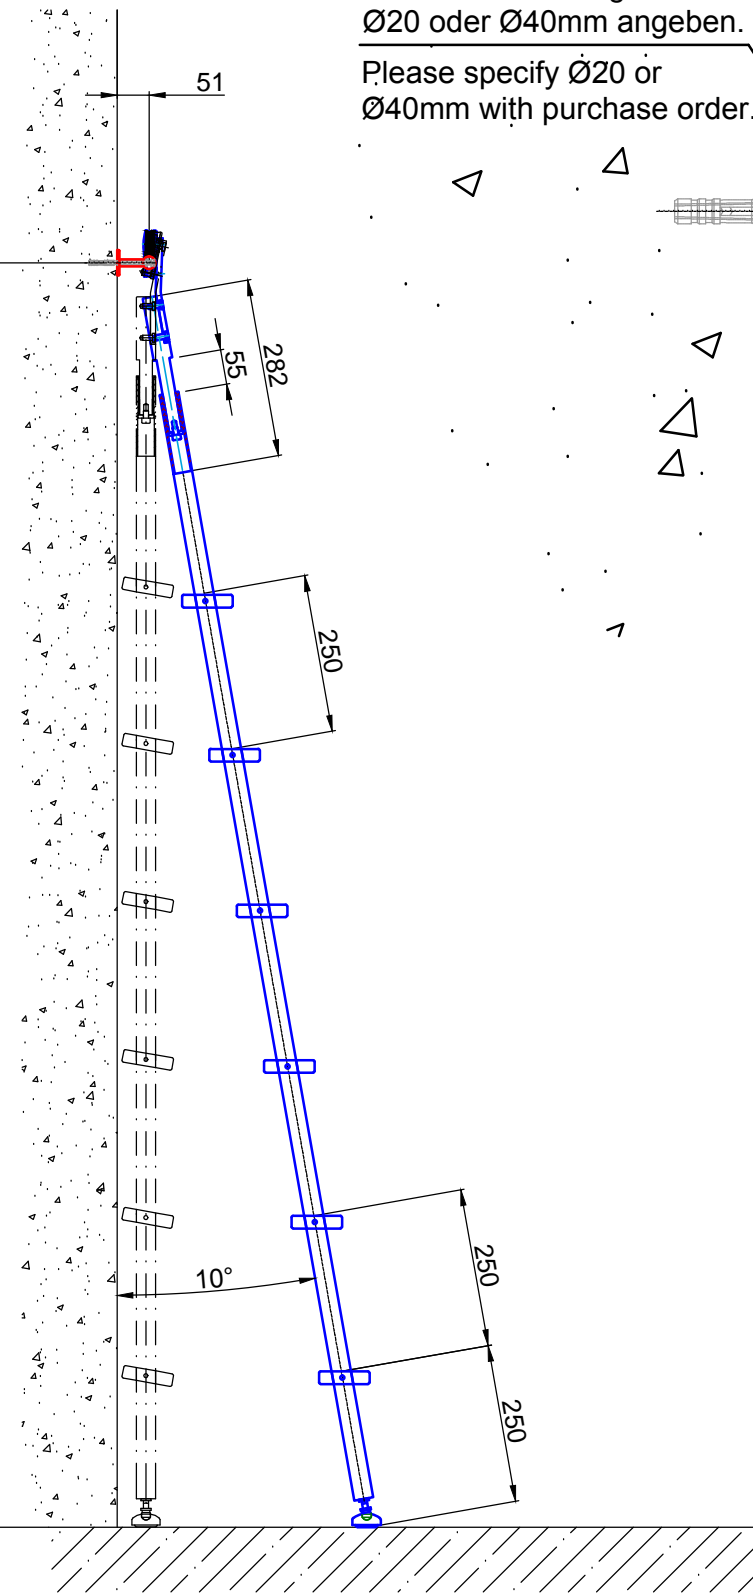 Ø20 oder Ø40mm angeben.
Please specify Ø20 or
Ø40mm with purchase order.
51
282
55
250
250
10°
250